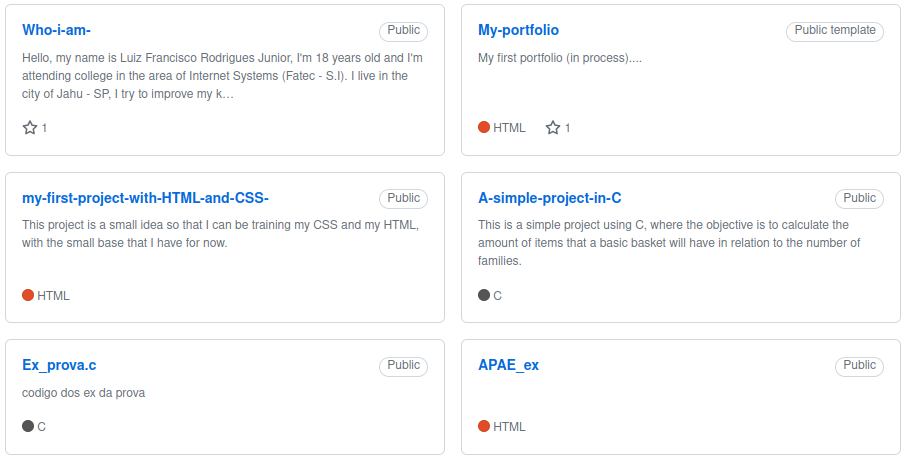 Who-i-am-
Public
Hello, my name is Luiz Francisco Rodrigues Junior, I'm 18 years old and I'm
attending college in the area of Internet Systems (Fatec - S.I). I live in the
city of Jahu - SP, I try to improve my k…
1
My-portfolio
Public template
My first portfolio (in process)....
HTML
1
my-first-project-with-HTML-and-CSS-
Public
This project is a small idea so that I can be training my CSS and my HTML,
with the small base that I have for now.
HTML
A-simple-project-in-C
Public
This is a simple project using C, where the objective is to calculate the
amount of items that a basic basket will have in relation to the number of
families.
C
Ex_prova.c
Public
codigo dos ex da prova
C
APAE_ex
Public
HTML